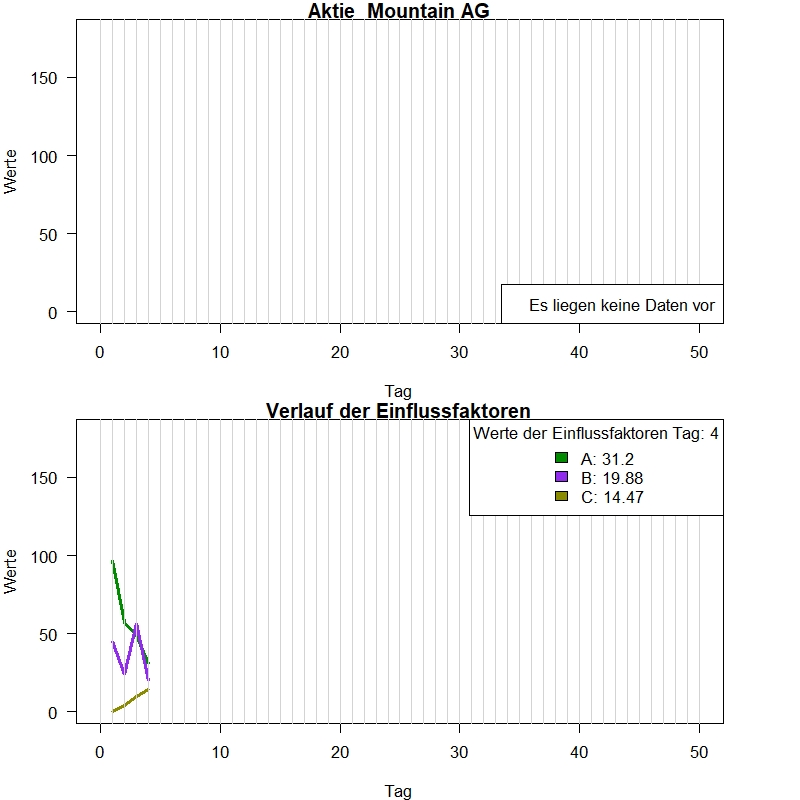 Aktie  Mountain AG
Werte
150
100
50
0
Es liegen keine Daten vor
0 10 20 30 40 50
Tag
Verlauf der Einflussfaktoren
Werte
150
100
50
0
Werte der Einflussfaktoren Tag: 4
A: 31.2
B: 19.88
C: 14.47
0 10 20 30 40 50
Tag